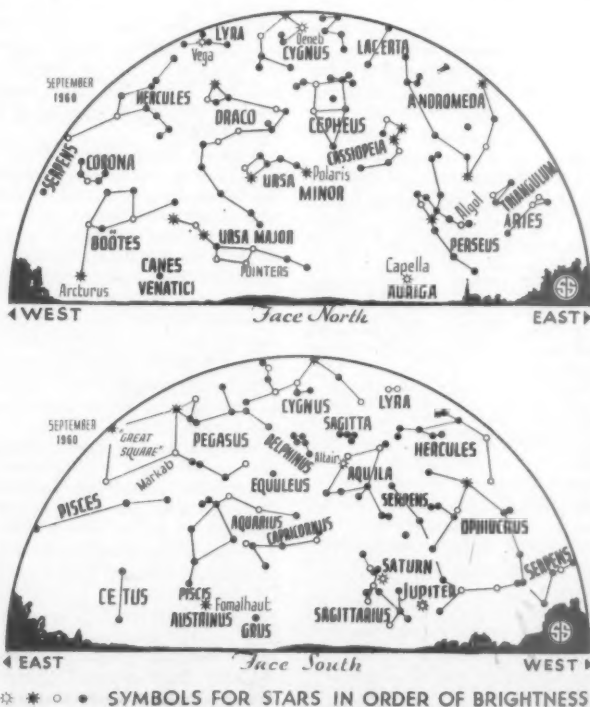 LYRA
Vega
Deneb
CYGNUS
LACERTA
SEPTEMBER
1960
HERCULES
DRACO
CEPHEUS
ANDROMEDA
CASSIOPEIA
SERPENS
CORONA
URSA
MINOR
Polaris
Algol
TRIANGULUM
ARIES
PERSEUS
BOÖTES
URSA MAJOR
POINTERS
CANES
VENATICI
Arcturus
Capella
AURIGA
SS
◄WEST
Face North
EAST►
CYGNUS
LYRA
SEPTEMBER
1960
"GREAT
SQUARE"
PEGASUS
SAGITTA
HERCULES
DELPHINUS
Altair
Markab
EQUULEUS
AQUILA
PISCES
AQUARIUS
CAPRICORNUS
SERPENS
OPHIUCHUS
SERPENS
CETUS
PISCIS
AUSTRINUS
Fomalhaut
GRUS
SATURN
SAGITTARIUS
JUPITER
SS
◄EAST
Face South
WEST►
SYMBOLS FOR STARS IN ORDER OF BRIGHTNESS